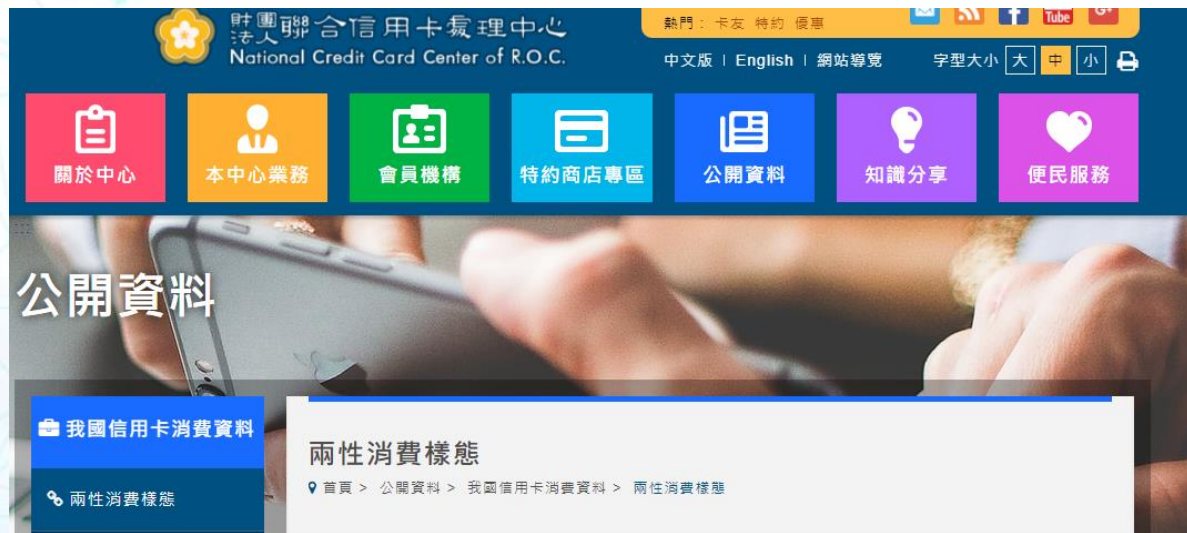 財團法人聯合信用卡處理中心
National Credit Card Center of R.O.C.
熱門： 卡友 特約 優惠
You
Tube
G+
中文版 | English | 網站導覽
字型大小 大 中 小
關於中心
本中心業務
會員機構
特約商店專區
公開資料
知識分享
便民服務
公開資料
我國信用卡消費資料
兩性消費樣態
兩性消費樣態
首頁 > 公開資料 > 我國信用卡消費資料 > 兩性消費樣態